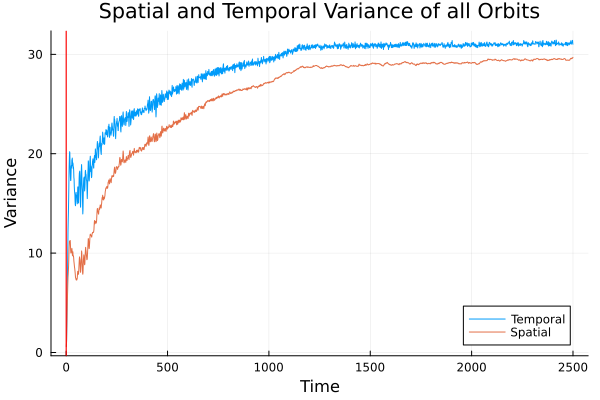 Spatial and Temporal Variance of all Orbits
Variance
30
20
10
0
Temporal
Spatial
0 500 1000 1500 2000 2500
Time